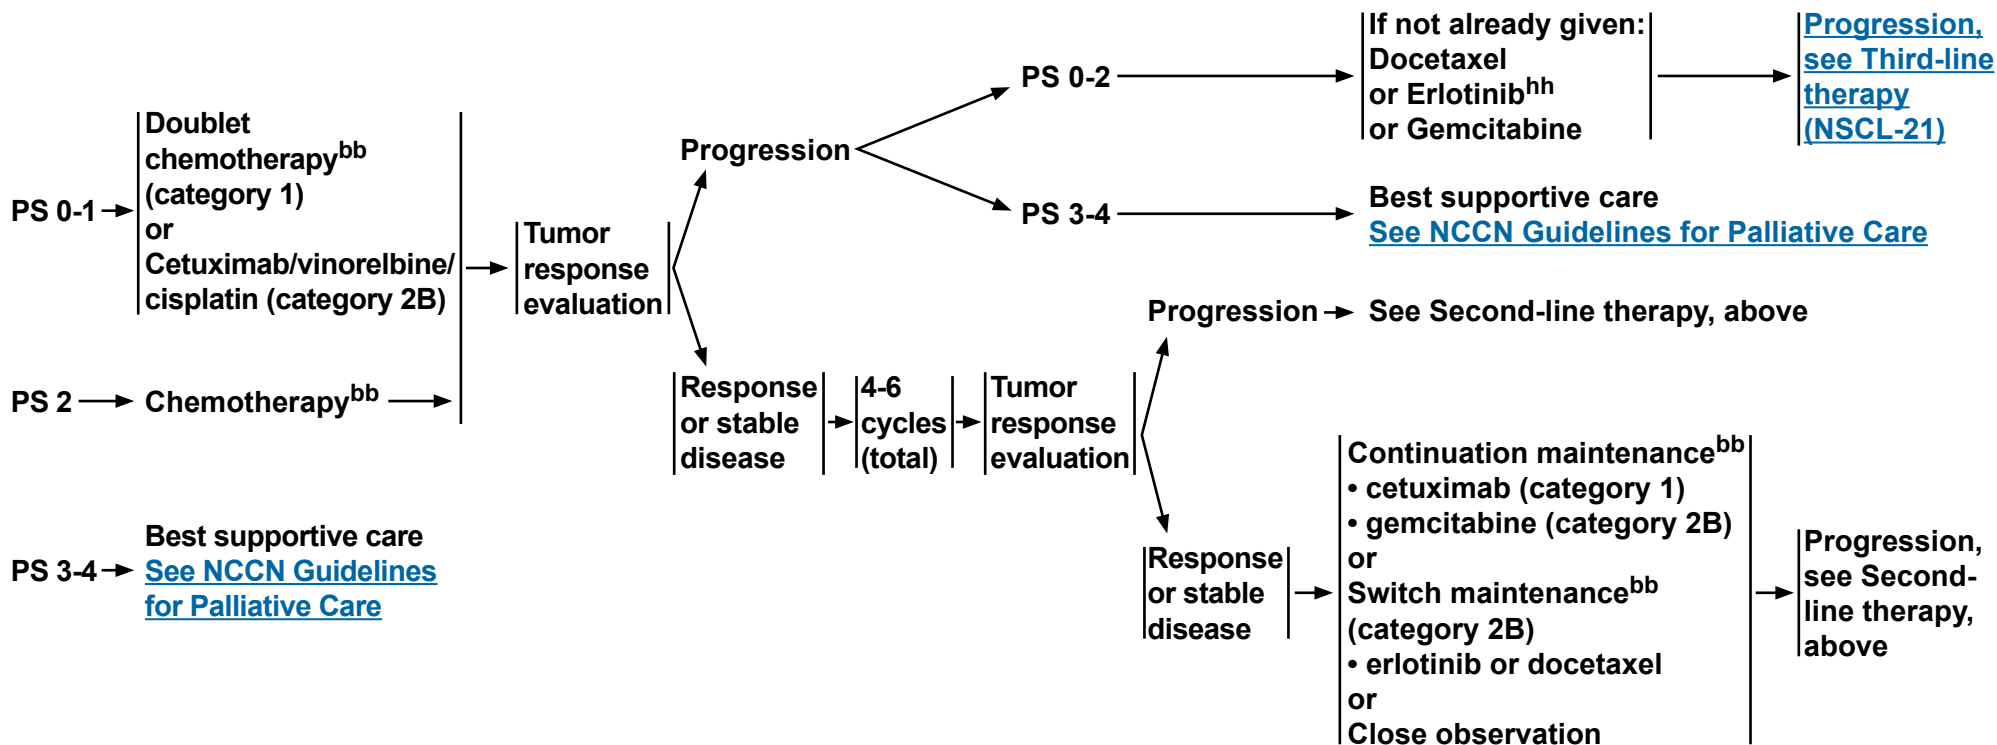 PS 0-1
Doublet
chemotherapybb
(category 1)
or
Cetuximab/vinorelbine/
cisplatin (category 2B)
PS 2
Chemotherapybb
PS 3-4
Best supportive care
See NCCN Guidelines
for Palliative Care
Tumor
response
evaluation
Progression
PS 0-2
If not already given:
Docetaxel
or Erlotinibhh
or Gemcitabine
Progression,
see Third-line
therapy
(NSCL-21)
PS 3-4
Best supportive care
See NCCN Guidelines for Palliative Care
Response
or stable
disease
4-6
cycles
(total)
Tumor
response
evaluation
Progression
See Second-line therapy, above
Response
or stable
disease
Continuation maintenancebb
• cetuximab (category 1)
• gemcitabine (category 2B)
or
Switch maintenancebb
(category 2B)
• erlotinib or docetaxel
or
Close observation
Progression,
see Second-
line therapy,
above